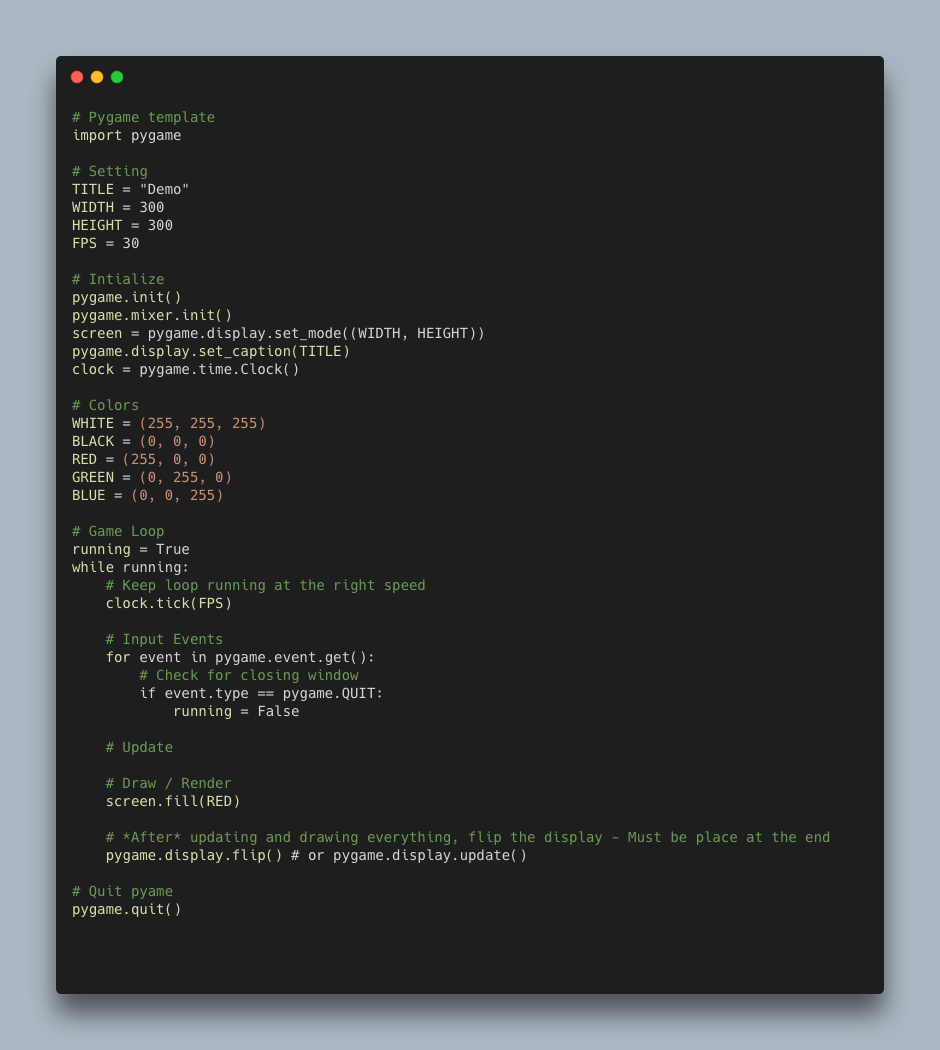 # Pygame template
import pygame

# Setting
TITLE = "Demo"
WIDTH = 300
HEIGHT = 300
FPS = 30

# Intialize
pygame.init()
pygame.mixer.init()
screen = pygame.display.set_mode((WIDTH, HEIGHT))
pygame.display.set_caption(TITLE)
clock = pygame.time.Clock()

# Colors
WHITE = (255, 255, 255)
BLACK = (0, 0, 0)
RED = (255, 0, 0)
GREEN = (0, 255, 0)
BLUE = (0, 0, 255)

# Game Loop
running = True
while running:
    # Keep loop running at the right speed
    clock.tick(FPS)

    # Input Events
    for event in pygame.event.get():
        # Check for closing window
        if event.type == pygame.QUIT:
            running = False

    # Update

    # Draw / Render
    screen.fill(RED)

    # *After* updating and drawing everything, flip the display - Must be place at the end
    pygame.display.flip() # or pygame.display.update()

# Quit pyame
pygame.quit()